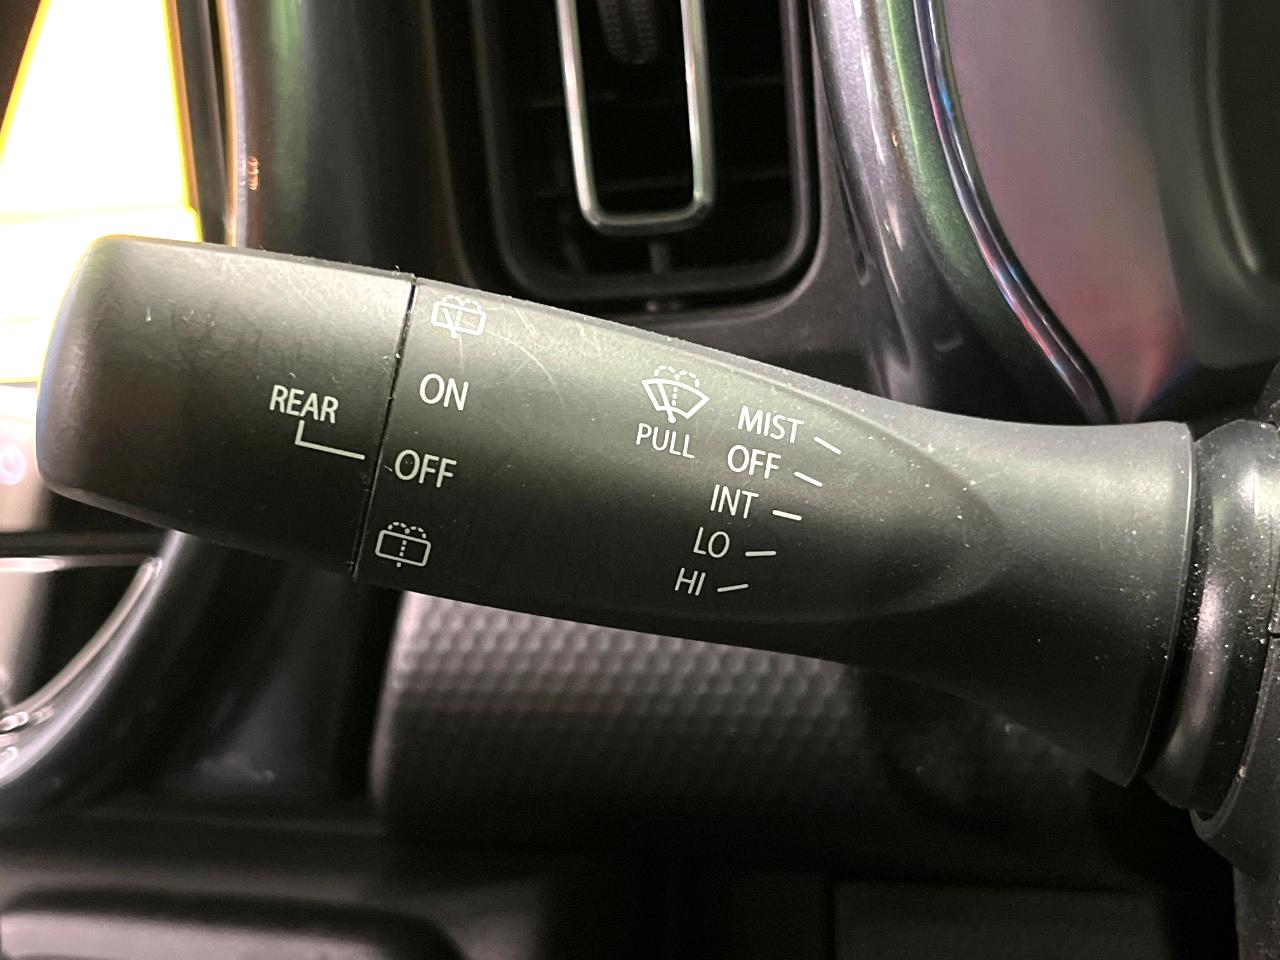 REAR
ON
OFF
PULL
MIST
OFF
INT
LO
HI